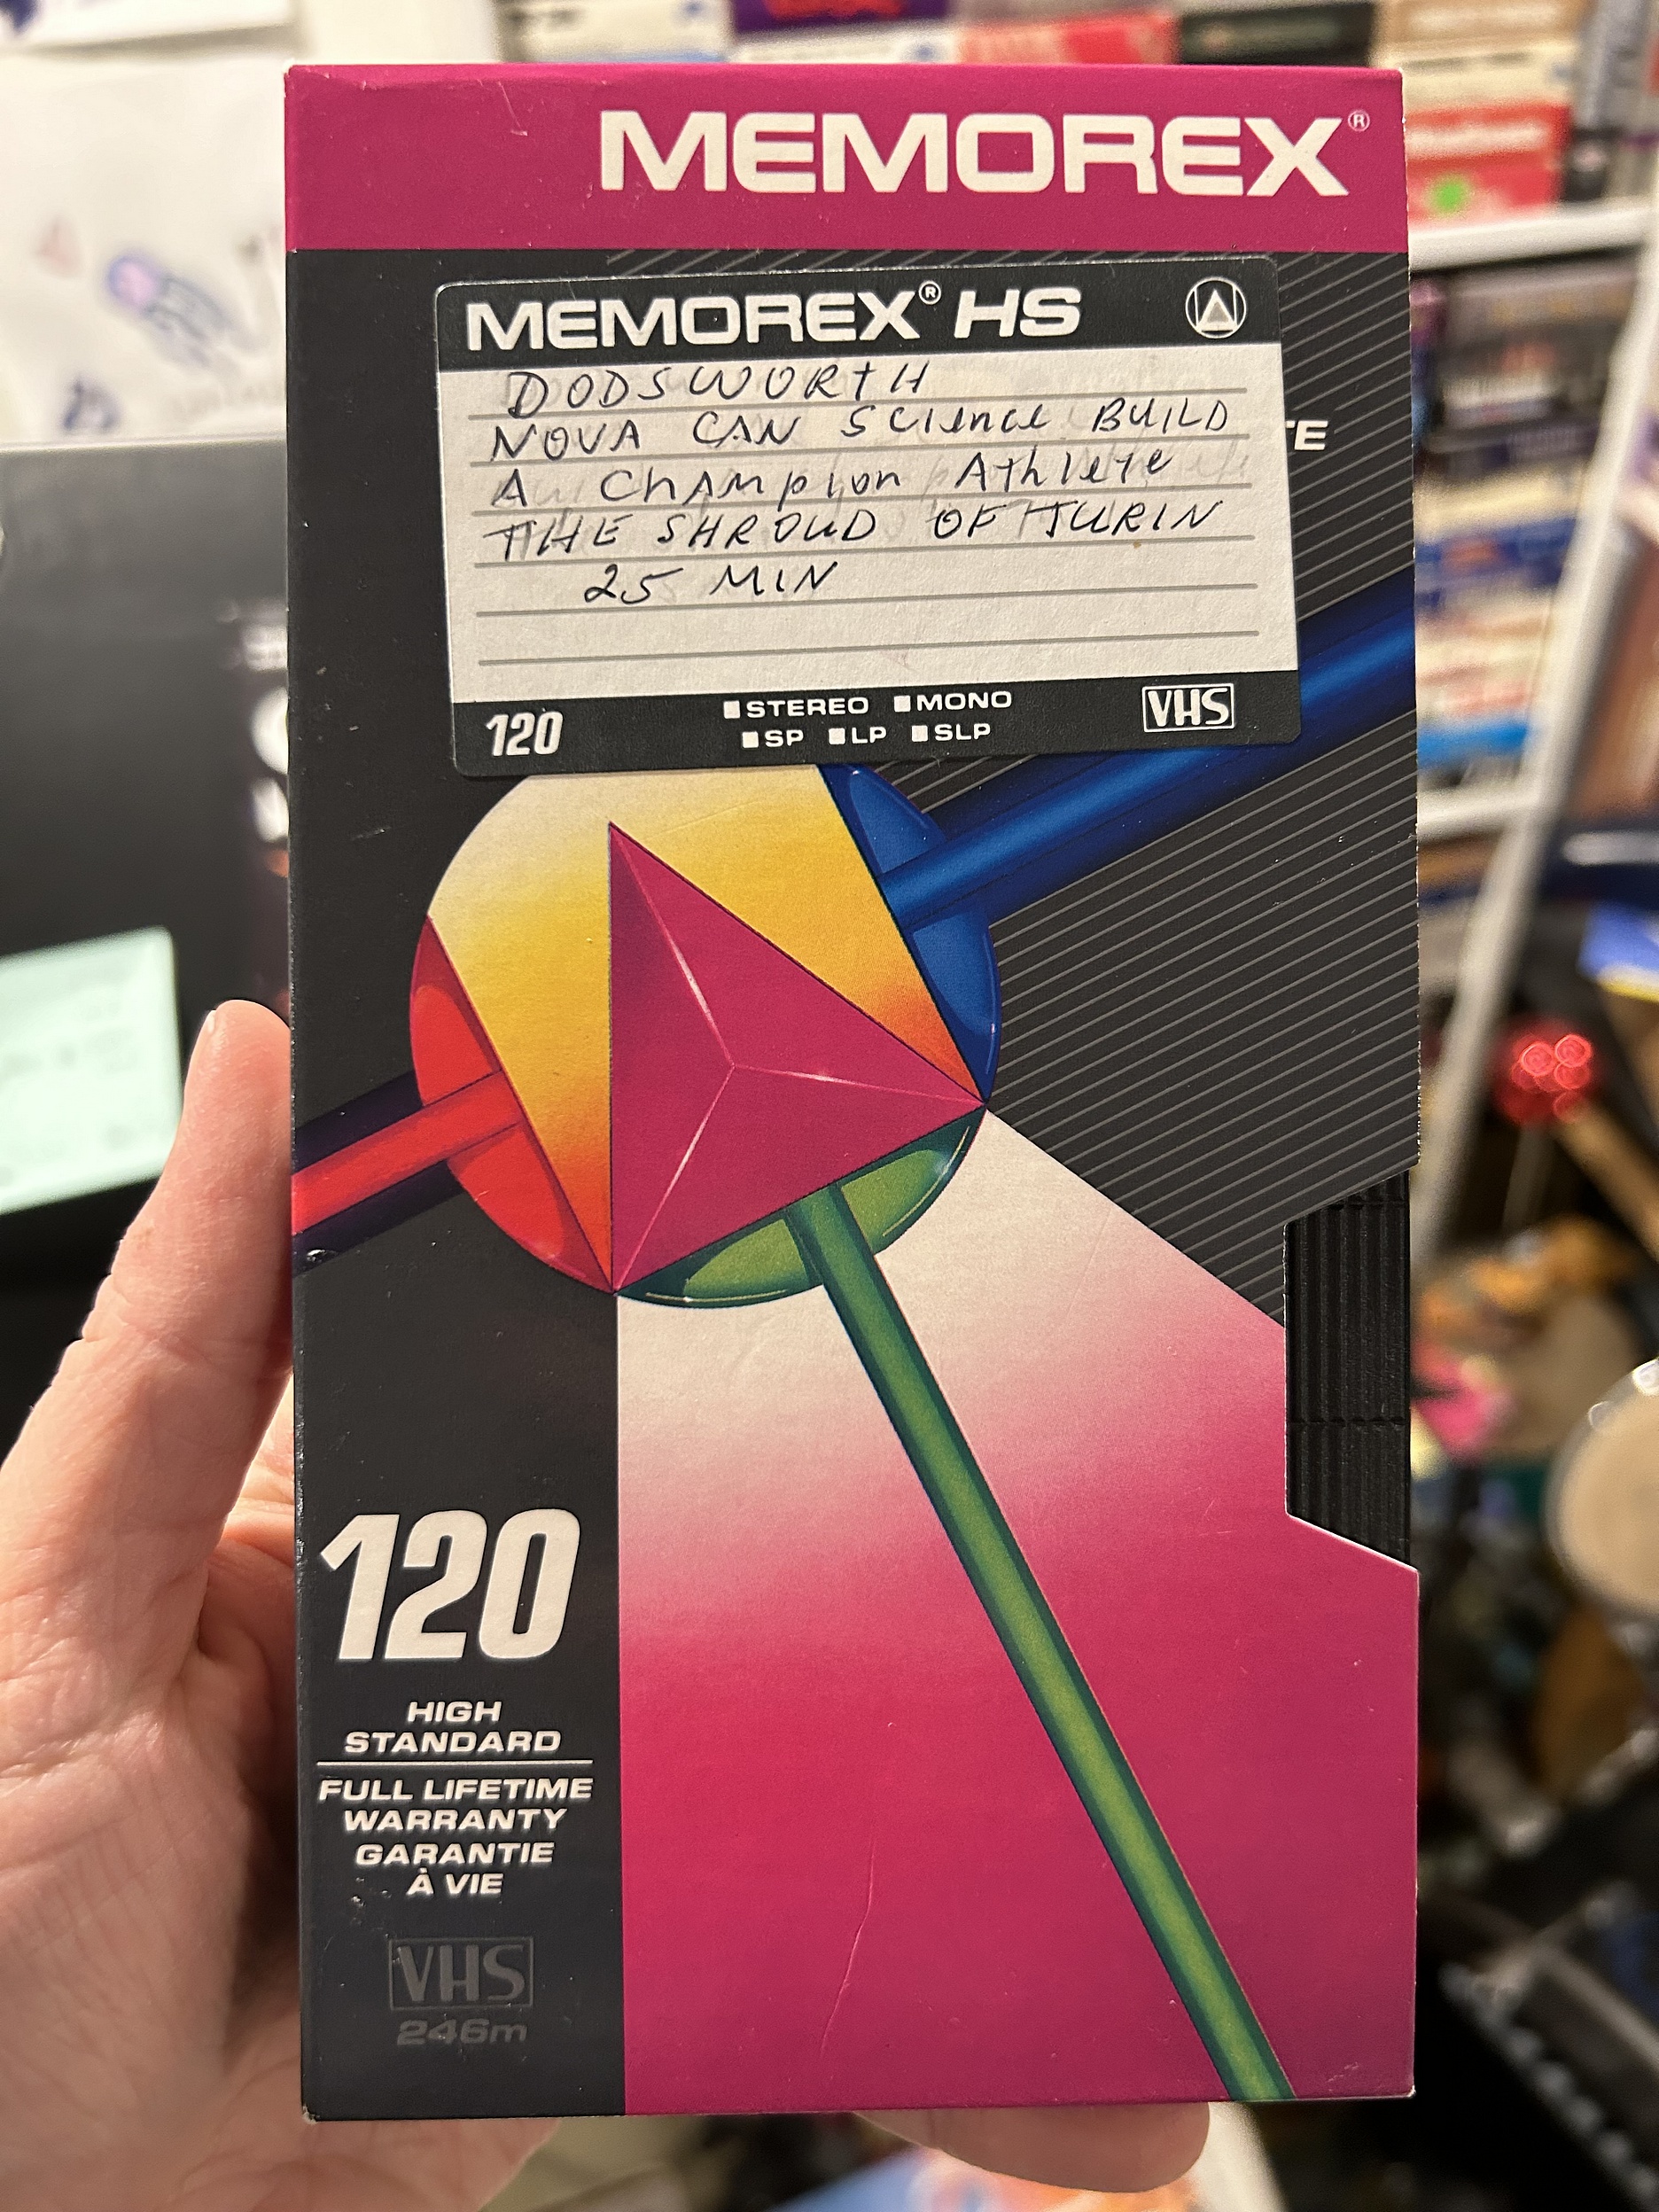 MEMOREX®
MEMOREX® HS
DODSWORTH
NOVA CAN SCIence BUILD
A ChAMpIon AthleTe
THE SHROUD OF TURIN
25 MIN
120
STEREO MONO
SP LP SLP
VHS
TE
120
HIGH
STANDARD
FULL LIFETIME
WARRANTY
GARANTIE
À VIE
VHS
246m